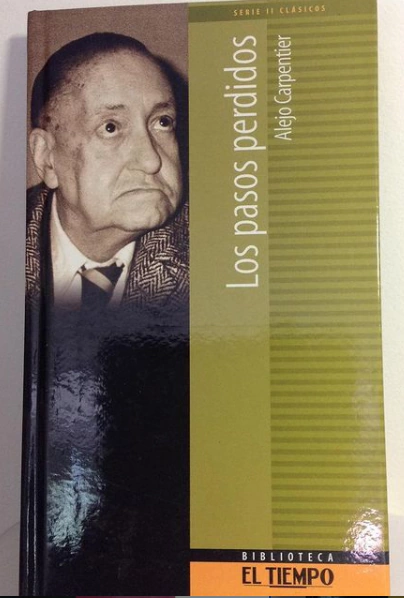 SERIE II CLÁSICOS
Los pasos perdidos
Alejo Carpentier
BIBLIOTECA
EL TIEMPO